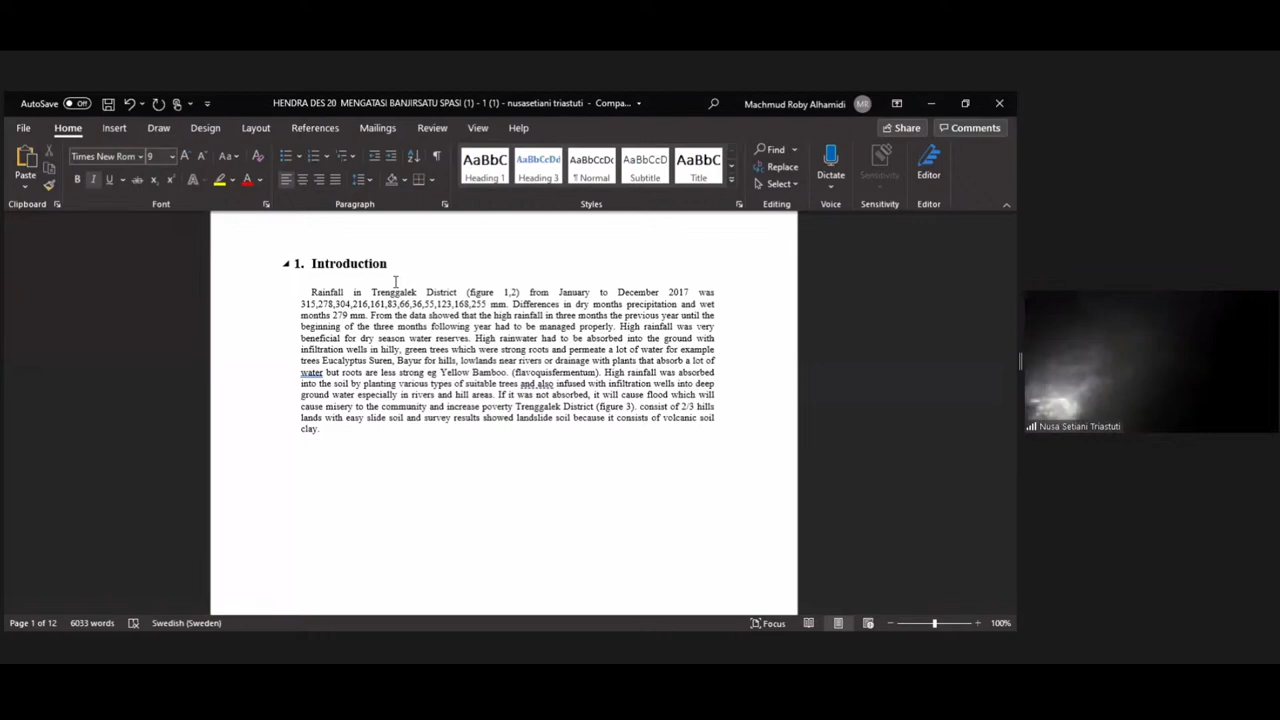 AutoSave Off HENDRA DES 20 MENGATASI BANJIRSATU SPASI (1) - 1 (1) - nusasetiani triastuti - Compa... Machmud Roby Alhamidi MR
File Home Insert Draw Design Layout References Mailings Review View Help Share Comments
Paste Times New Rom 9 Aa AaBbC AaBbCcDd AaBbCcDd AaBbCcDd AaBbC Find Replace Select Dictate Sensitivity Editor
B I U ab x x A A Heading 1 Heading 3 ¶ Normal Subtitle Title
Clipboard Font Paragraph Styles Editing Voice Sensitivity Editor
1. Introduction
Rainfall in Trenggalek District (figure 1,2) from January to December 2017 was
315,278,304,216,161,83,66,36,55,123,168,255 mm. Differences in dry months precipitation and wet
months 279 mm. From the data showed that the high rainfall in three months the previous year until the
beginning of the three months following year had to be managed properly. High rainfall was very
beneficial for dry season water reserves. High rainwater had to be absorbed into the ground with
infiltration wells in hilly, green trees which were strong roots and permeate a lot of water for example
trees Eucalyptus Suren, Bayur for hills, lowlands near rivers or drainage with plants that absorb a lot of
water but roots are less strong eg Yellow Bamboo. (flavoquisfermentum). High rainfall was absorbed
into the soil by planting various types of suitable trees and also infused with infiltration wells into deep
ground water especially in rivers and hill areas. If it was not absorbed, it will cause flood which will
cause misery to the community and increase poverty Trenggalek District (figure 3). consist of 2/3 hills
lands with easy slide soil and survey results showed landslide soil because it consists of volcanic soil
clay.
Nusa Setiani Triastuti
Page 1 of 12 6033 words Swedish (Sweden) Focus 100%